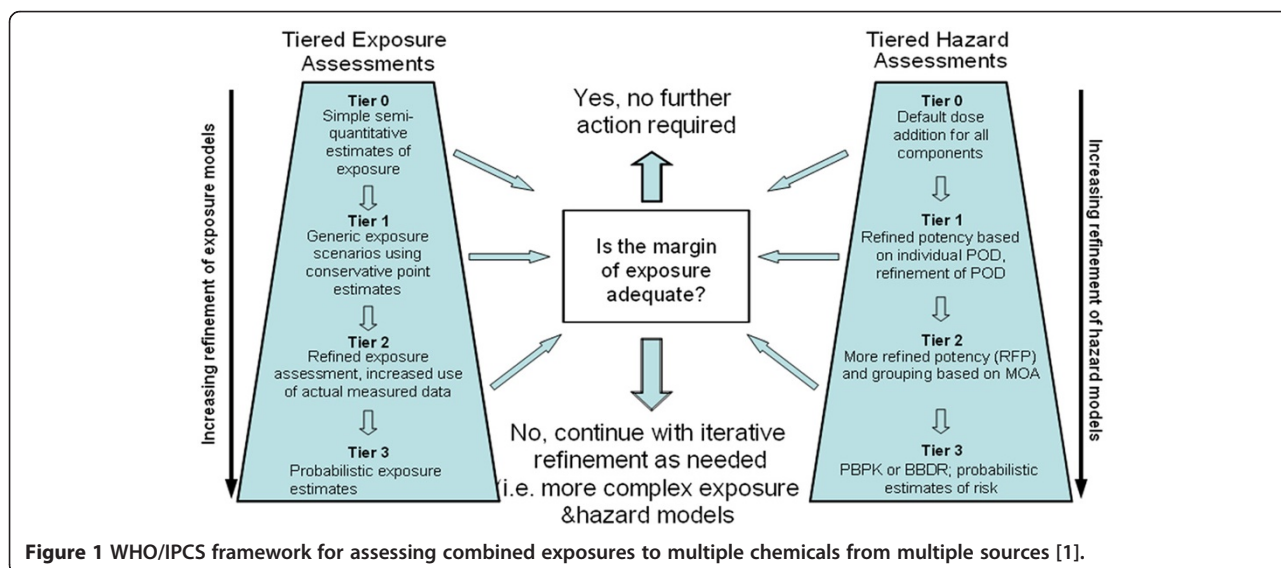 Tiered Exposure
Assessments
Increasing refinement of exposure models
Tier 0
Simple semi-
quantitative
estimates of
exposure
Tier 1
Generic exposure
scenarios using
conservative point
estimates
Tier 2
Refined exposure
assessment, increased use
of actual measured data
Tier 3
Probabilistic exposure
estimates
Yes, no further
action required
Is the margin
of exposure
adequate?
No, continue with iterative
refinement as needed
(i.e. more complex exposure
&hazard models
Tiered Hazard
Assessments
Tier 0
Default dose
addition for all
components
Tier 1
Refined potency based
on individual POD,
refinement of POD
Tier 2
More refined potency (RFP)
and grouping based on MOA
Tier 3
PBPK or BBDR; probabilistic
estimates of risk
Increasing refinement of hazard models
Figure 1 WHO/IPCS framework for assessing combined exposures to multiple chemicals from multiple sources [1].